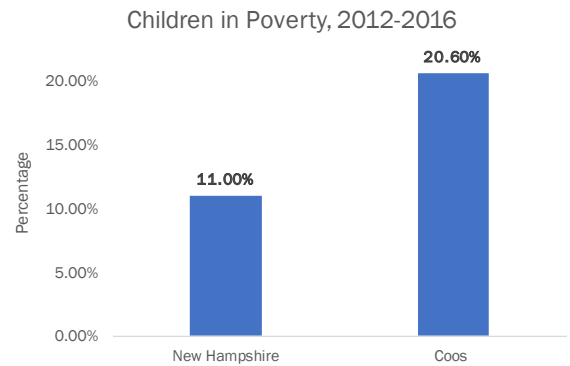 Children in Poverty, 2012-2016
20.60%
20.00%
15.00%
11.00%
10.00%
5.00%
0.00%
Percentage
New Hampshire
Coos